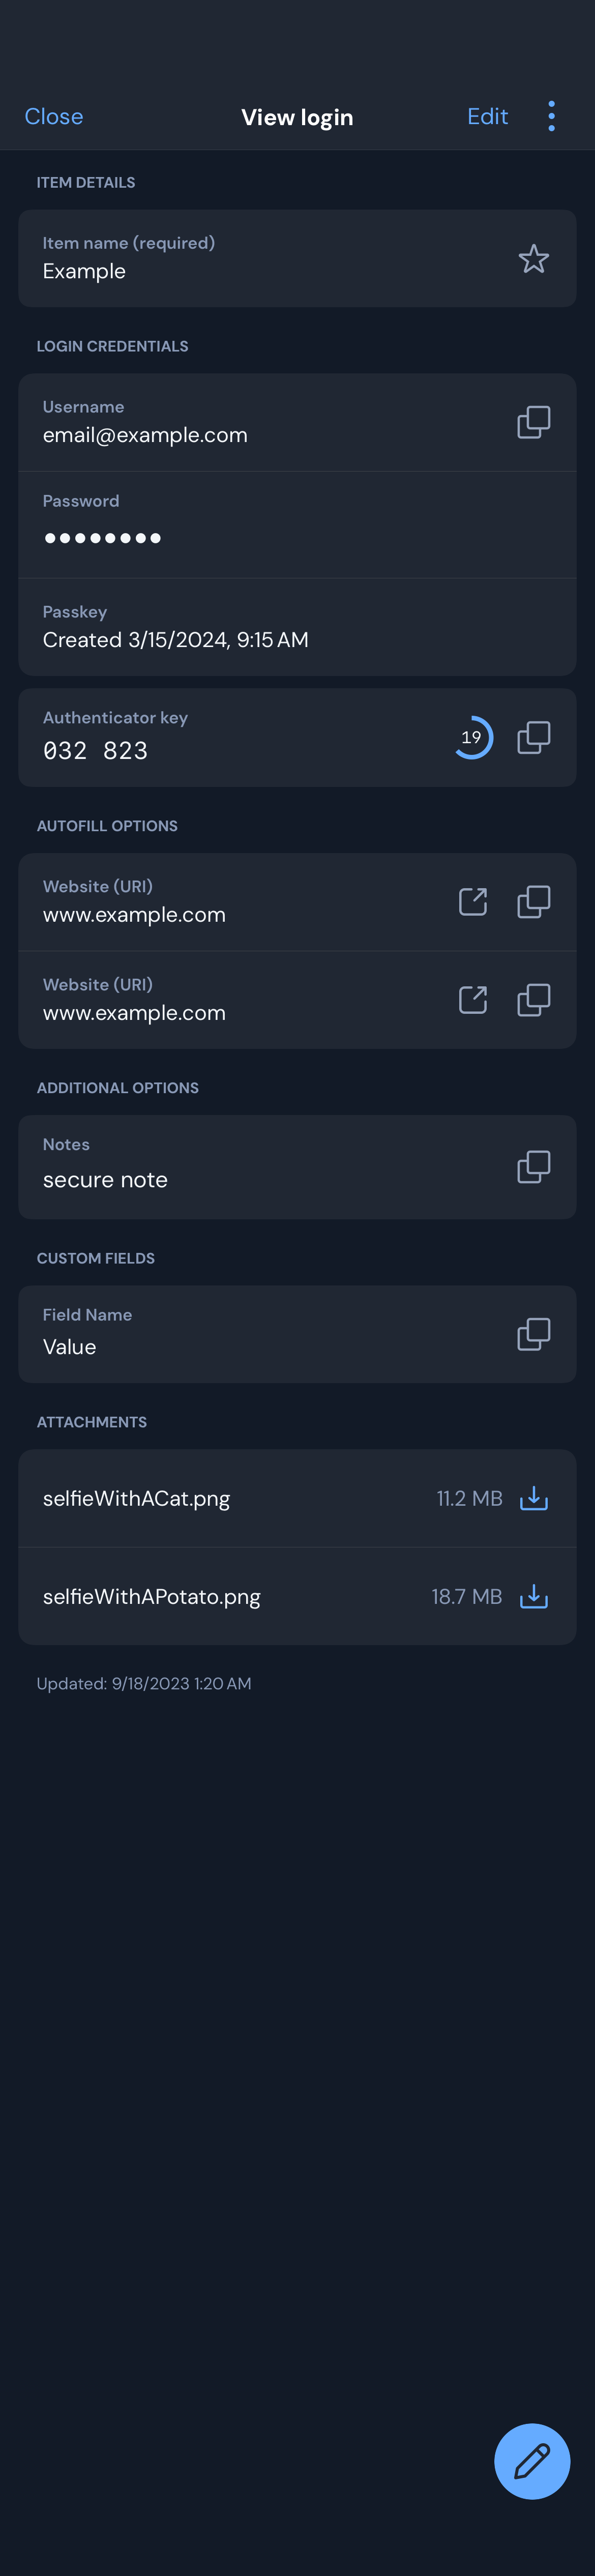 Close
View login
Edit
ITEM DETAILS
Item name (required)
Example
LOGIN CREDENTIALS
Username
email@example.com
Password
••••••••
Passkey
Created 3/15/2024, 9:15 AM
Authenticator key
032 823
19
AUTOFILL OPTIONS
Website (URI)
www.example.com
Website (URI)
www.example.com
ADDITIONAL OPTIONS
Notes
secure note
CUSTOM FIELDS
Field Name
Value
ATTACHMENTS
selfieWithACat.png 11.2 MB
selfieWithAPotato.png 18.7 MB
Updated: 9/18/2023 1:20 AM